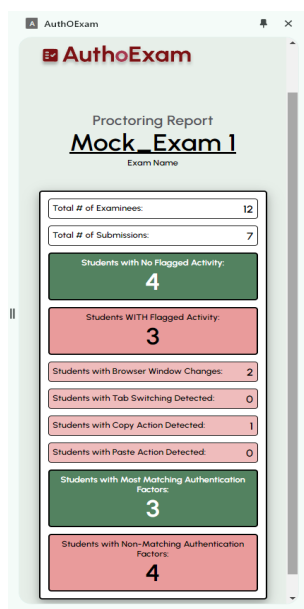 A AuthOExam
AuthoExam
Proctoring Report
Mock_Exam 1
Exam Name
Total # of Examinees: 12
Total # of Submissions: 7
Students with No Flagged Activity:
4
Students WITH Flagged Activity:
3
Students with Browser Window Changes: 2
Students with Tab Switching Detected: 0
Students with Copy Action Detected: 1
Students with Paste Action Detected: 0
Students with Most Matching Authentication
Factors:
3
Students with Non-Matching Authentication
Factors:
4